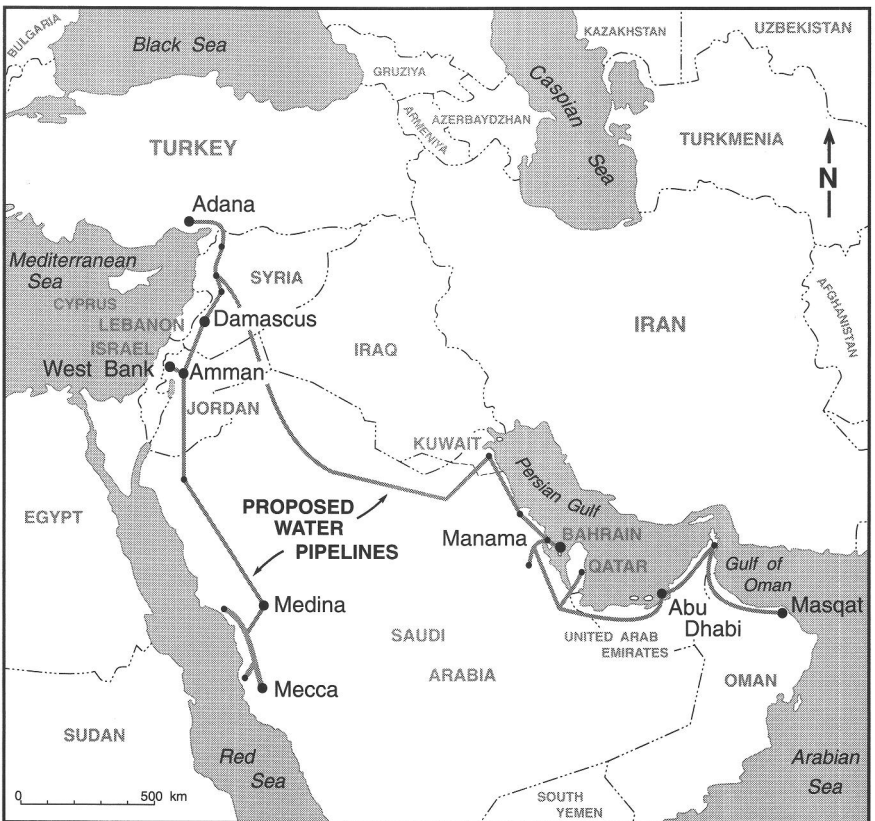 BULGARIA
Black Sea
GRUZIYA
KAZAKHSTAN
UZBEKISTAN
Caspian
Sea
ARMENIYA
AZERBAYDZHAN
TURKMENIA
TURKEY
N
Adana
Mediterranean
Sea
CYPRUS
SYRIA
LEBANON
Damascus
ISRAEL
IRAQ
IRAN
AFGHANISTAN
West Bank
Amman
JORDAN
KUWAIT
Persian Gulf
EGYPT
PROPOSED
WATER
PIPELINES
Manama
BAHRAIN
QATAR
Gulf of
Oman
Medina
Abu
Dhabi
Masqat
SAUDI
ARABIA
UNITED ARAB
EMIRATES
OMAN
Mecca
SUDAN
Red
Sea
Arabian
Sea
0 500 km
SOUTH
YEMEN